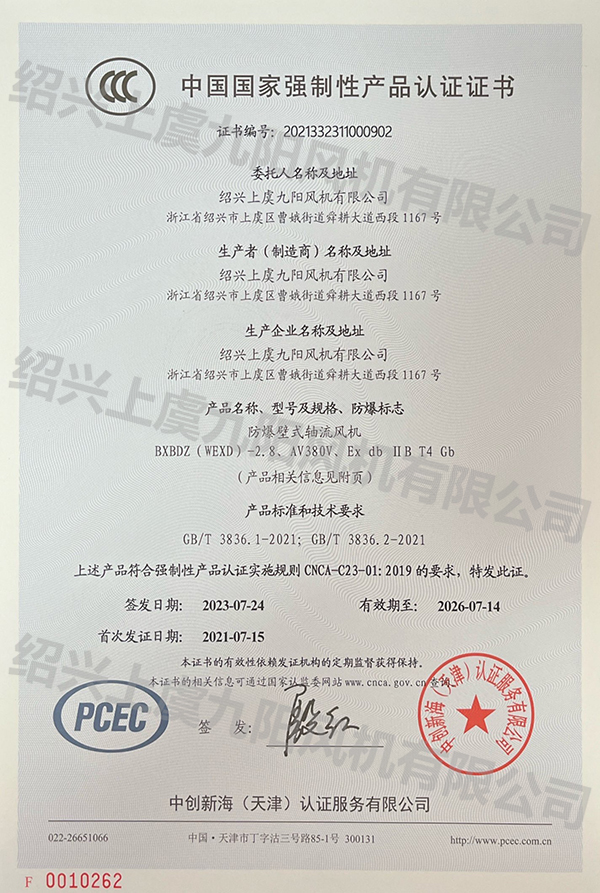 CCC
中国国家强制性产品认证证书
证书编号：2021332311000902
委托人名称及地址
绍兴上虞九阳风机有限公司
浙江省绍兴市上虞区曹娥街道舜耕大道西段 1167 号
生产者（制造商）名称及地址
绍兴上虞九阳风机有限公司
浙江省绍兴市上虞区曹娥街道舜耕大道西段 1167 号
生产企业名称及地址
绍兴上虞九阳风机有限公司
浙江省绍兴市上虞区曹娥街道舜耕大道西段 1167 号
产品名称、型号及规格、防爆标志
防爆壁式轴流风机
BXBDZ（WEXD）-2.8、AV380V、Ex db ⅡB T4 Gb
（产品相关信息见附页）
产品标准和技术要求
GB/T 3836.1-2021；GB/T 3836.2-2021
上述产品符合强制性产品认证实施规则 CNCA-C23-01：2019 的要求，特发此证。
签发日期： 2023-07-24 有效期至： 2026-07-14
首次发证日期： 2021-07-15
本证书的有效性依赖发证机构的定期监督获得保持。
本证书的相关信息可通过国家认监委网站 www.cnca.gov.cn 查询
PCEC
签 发：殷红
中创新海（天津）认证服务有限公司
中创新海（天津）认证服务有限公司
022-26651066 中国·天津市丁字沽三号路85-1号 300131 http://www.pcec.com.cn
F 0010262
绍兴上虞九阳风机有限公司
绍兴上虞九阳风机有限公司
绍兴上虞九阳风机有限公司